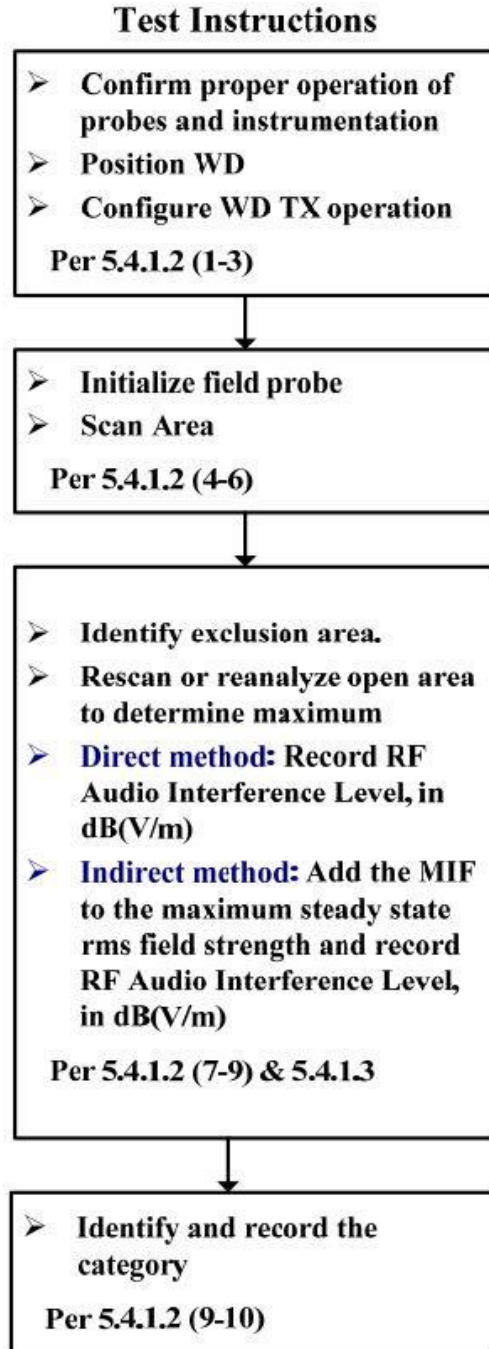 Test Instructions
➢ Confirm proper operation of
probes and instrumentation
➢ Position WD
➢ Configure WD TX operation
Per 5.4.1.2 (1-3)
➢ Initialize field probe
➢ Scan Area
Per 5.4.1.2 (4-6)
➢ Identify exclusion area.
➢ Rescan or reanalyze open area
to determine maximum
➢ Direct method: Record RF
Audio Interference Level, in
dB(V/m)
➢ Indirect method: Add the MIF
to the maximum steady state
rms field strength and record
RF Audio Interference Level,
in dB(V/m)
Per 5.4.1.2 (7-9) & 5.4.1.3
➢ Identify and record the
category
Per 5.4.1.2 (9-10)